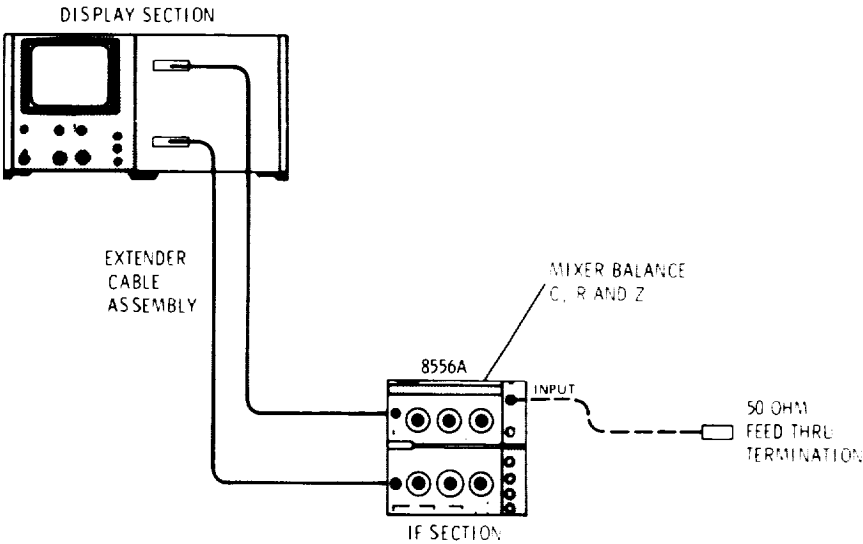 DISPLAY SECTION
EXTENDER
CABLE
ASSEMBLY
MIXER BALANCE
C, R AND Z
8556A
INPUT
50 OHM
FEED THRU
TERMINATION
IF SECTION